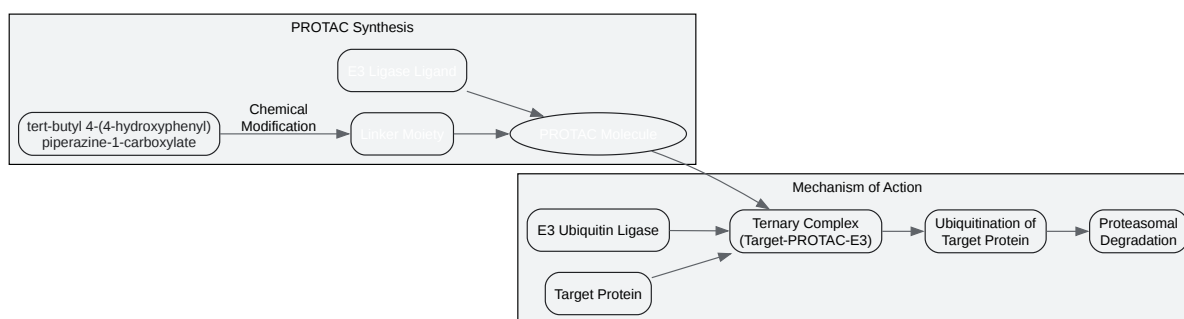 PROTAC Synthesis
E3 Ligase Ligand
Chemical
Modification
tert-butyl 4-(4-hydroxyphenyl)
piperazine-1-carboxylate
Linker Moiety
PROTAC Molecule
Mechanism of Action
E3 Ubiquitin Ligase
Target Protein
Ternary Complex
(Target-PROTAC-E3)
Ubiquitination of
Target Protein
Proteasomal
Degradation